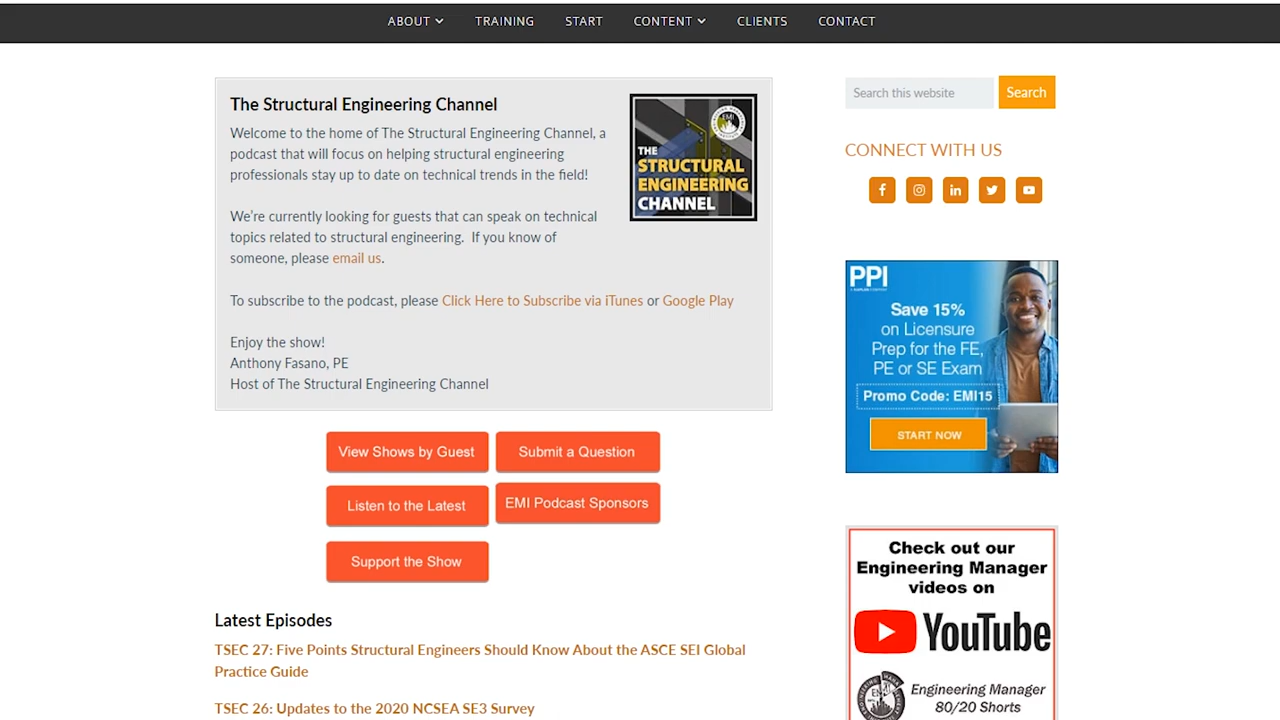 ABOUT TRAINING START CONTENT CLIENTS CONTACT
The Structural Engineering Channel
Welcome to the home of The Structural Engineering Channel, a
podcast that will focus on helping structural engineering
professionals stay up to date on technical trends in the field!
We're currently looking for guests that can speak on technical
topics related to structural engineering. If you know of
someone, please email us.
To subscribe to the podcast, please Click Here to Subscribe via iTunes or Google Play
Enjoy the show!
Anthony Fasano, PE
Host of The Structural Engineering Channel
EMI
THE
STRUCTURAL
ENGINEERING
CHANNEL
View Shows by Guest
Submit a Question
Listen to the Latest
EMI Podcast Sponsors
Support the Show
Latest Episodes
TSEC 27: Five Points Structural Engineers Should Know About the ASCE SEI Global
Practice Guide
TSEC 26: Updates to the 2020 NCSEA SE3 Survey
Search this website
Search
CONNECT WITH US
PPI
Save 15%
on Licensure
Prep for the FE,
PE or SE Exam
Promo Code: EMI15
START NOW
Check out our
Engineering Manager
videos on
YouTube
Engineering Manager
80/20 Shorts